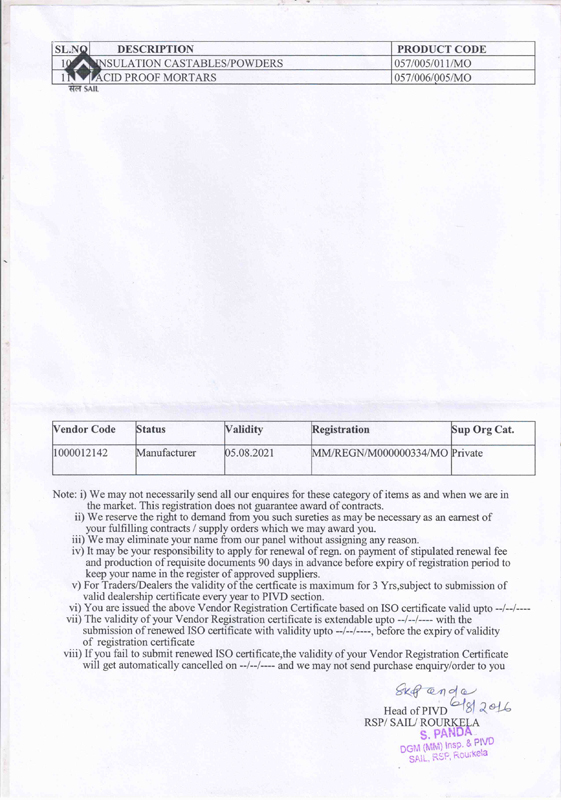 SL.NO DESCRIPTION PRODUCT CODE
10 INSULATION CASTABLES/POWDERS 057/005/011/MO
11 ACID PROOF MORTARS 057/006/005/MO
सेल SAIL
Vendor Code Status Validity Registration Sup Org Cat.
1000012142 Manufacturer 05.08.2021 MM/REGN/M000000334/MO Private
Note: i) We may not necessarily send all our enquires for these category of items as and when we are in
the market. This registration does not guarantee award of contracts.
ii) We reserve the right to demand from you such sureties as may be necessary as an earnest of
your fulfilling contracts / supply orders which we may award you.
iii) We may eliminate your name from our panel without assigning any reason.
iv) It may be your responsibility to apply for renewal of regn. on payment of stipulated renewal fee
and production of requisite documents 90 days in advance before expiry of registration period to
keep your name in the register of approved suppliers.
v) For Traders/Dealers the validity of the certficate is maximum for 3 Yrs,subject to submission of
valid dealership certificate every year to PIVD section.
vi) You are issued the above Vendor Registration Certificate based on ISO certificate valid upto --/--/----
vii) The validity of your Vendor Registration certificate is extendable upto --/--/---- with the
submission of renewed ISO certificate with validity upto --/--/----, before the expiry of validity
of registration certificate
viii) If you fail to submit renewed ISO certificate,the validity of your Vendor Registration Certificate
will get automatically cancelled on --/--/---- and we may not send purchase enquiry/order to you
Head of PIVD 6/8/2016
RSP/ SAIL/ ROURKELA
S. PANDA
DGM (MM) Insp. & PIVD
SAIL, RSP, Rourkela